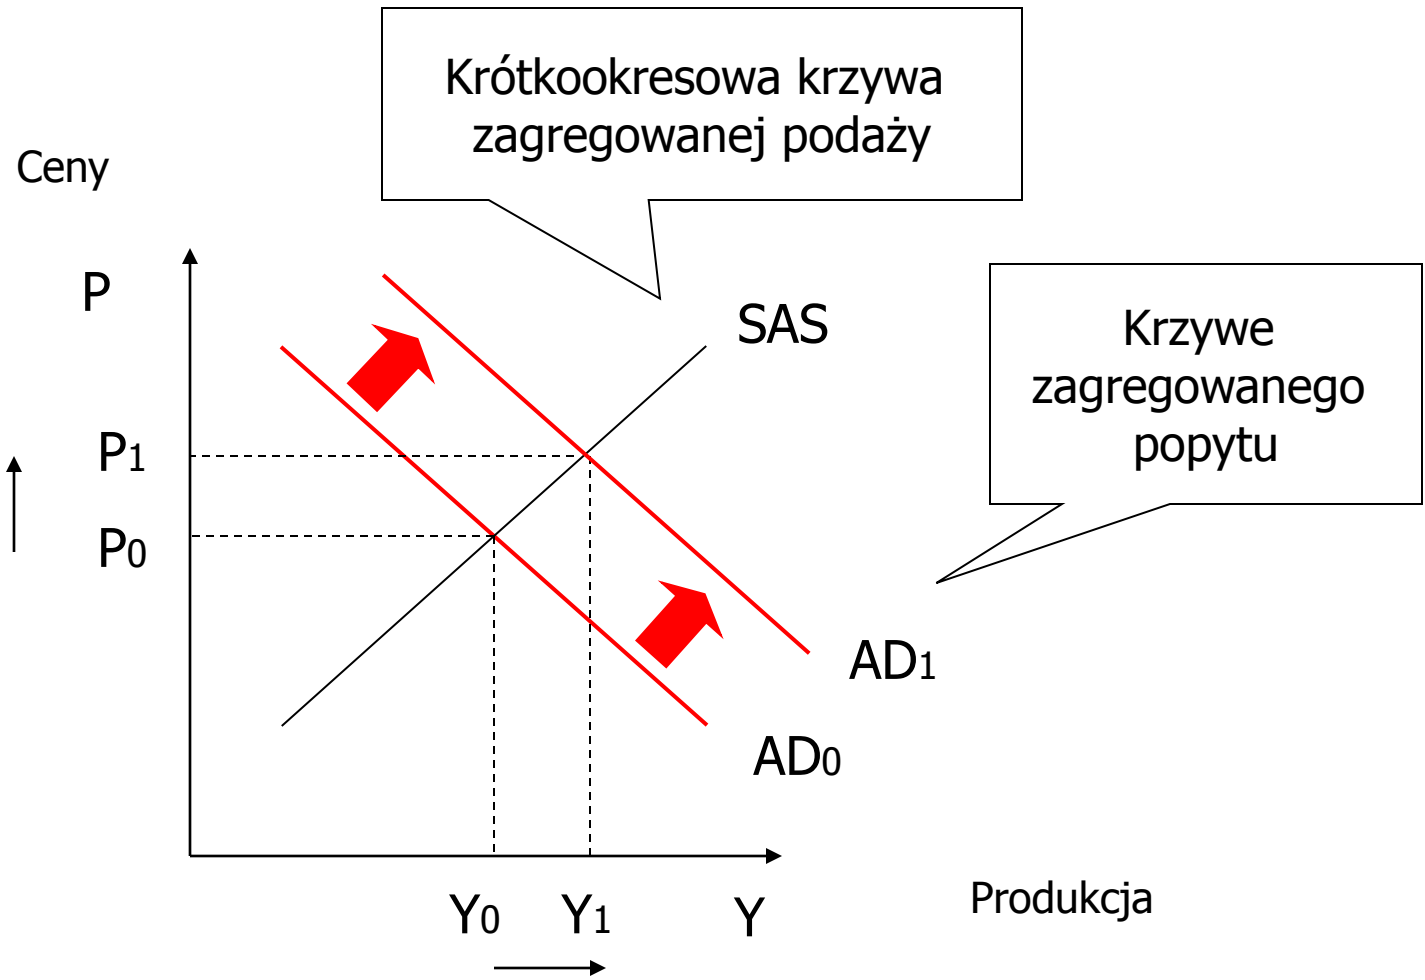 Krótkookresowa krzywa
zagregowanej podaży
Ceny
P
SAS
Krzywe
zagregowanego
popytu
P1
P0
AD1
AD0
Y0
Y1
Y
Produkcja